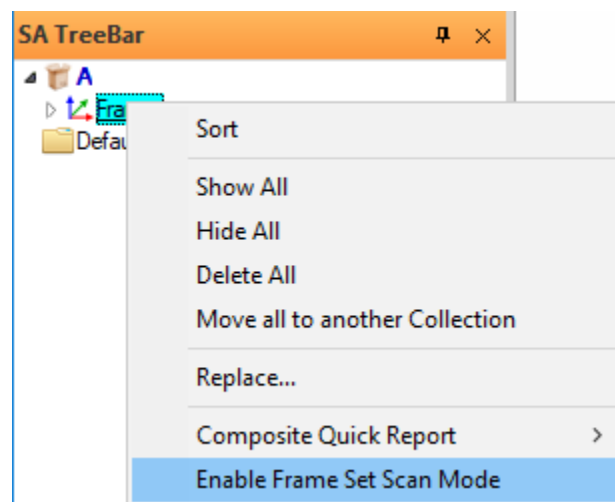 SA TreeBar
A
Fra
Defau
Sort
Show All
Hide All
Delete All
Move all to another Collection
Replace...
Composite Quick Report
Enable Frame Set Scan Mode